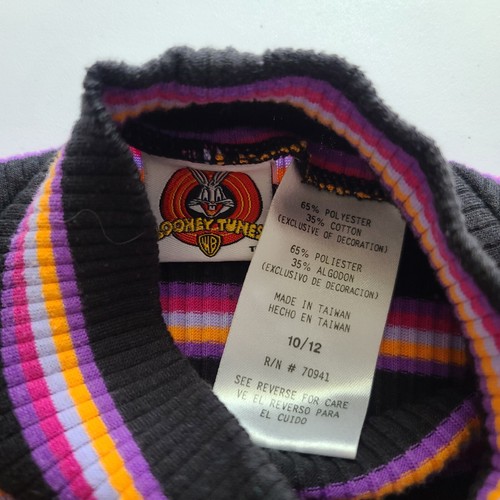 LOONEY TUNES
WB
65% POLYESTER
35% COTTON
(EXCLUSIVE OF DECORATION)
65% POLIESTER
35% ALGODON
(EXCLUSIVO DE DECORACION)
MADE IN TAIWAN
HECHO EN TAIWAN
10/12
R/N # 70941
SEE REVERSE FOR CARE
VE EL REVERSO PARA
EL CUIDO